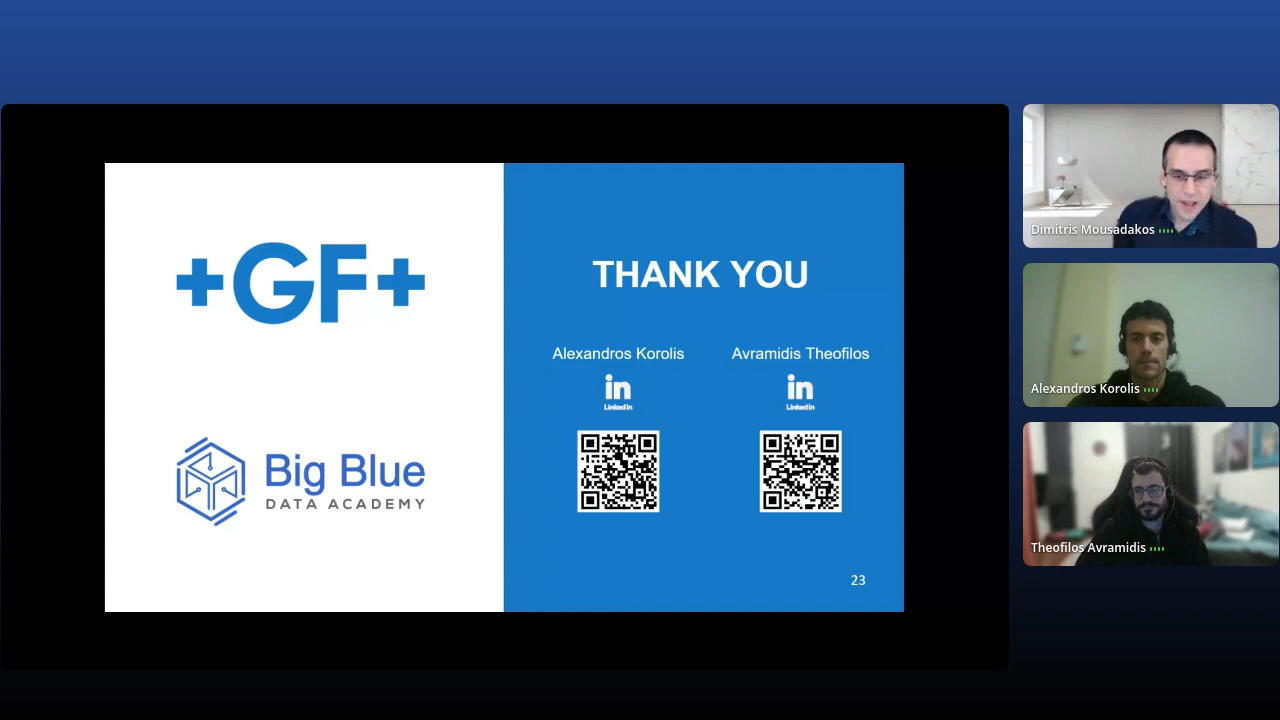 +GF+
Big Blue
DATA ACADEMY
THANK YOU
Alexandros Korolis
Avramidis Theofilos
in
LinkedIn
in
LinkedIn
23
Dimitris Mousadakos
Alexandros Korolis
Theofilos Avramidis